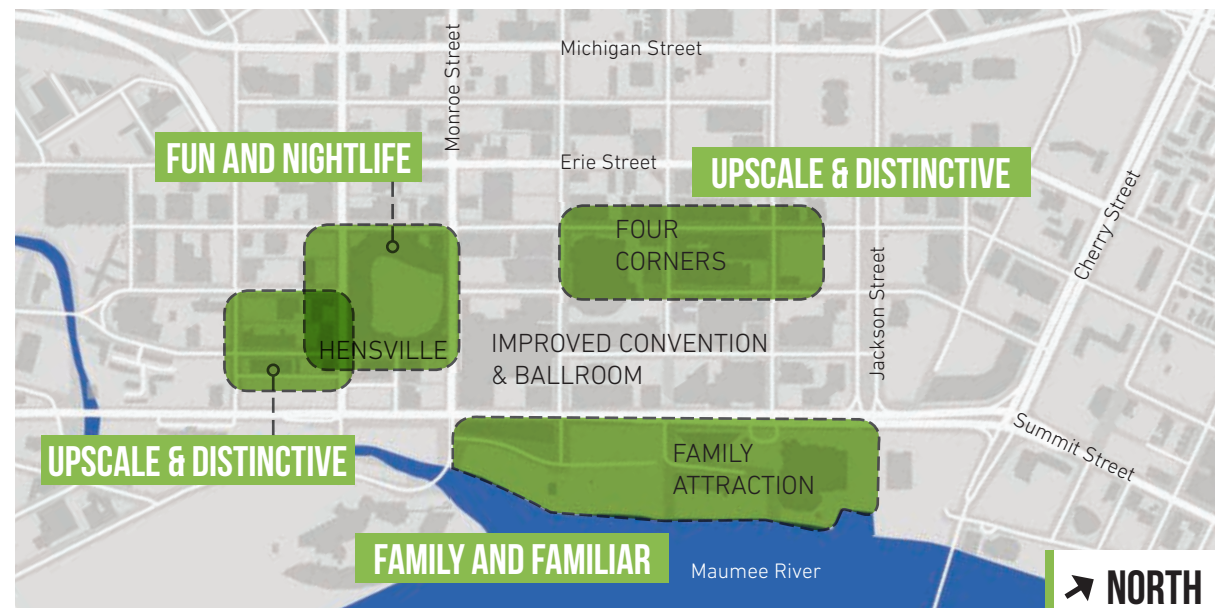 Michigan Street
Monroe Street
FUN AND NIGHTLIFE
Erie Street
UPSCALE & DISTINCTIVE
Cherry Street
FOUR
CORNERS
Jackson Street
HENSVILLE
IMPROVED CONVENTION
& BALLROOM
Summit Street
UPSCALE & DISTINCTIVE
FAMILY
ATTRACTION
FAMILY AND FAMILIAR
Maumee River
NORTH